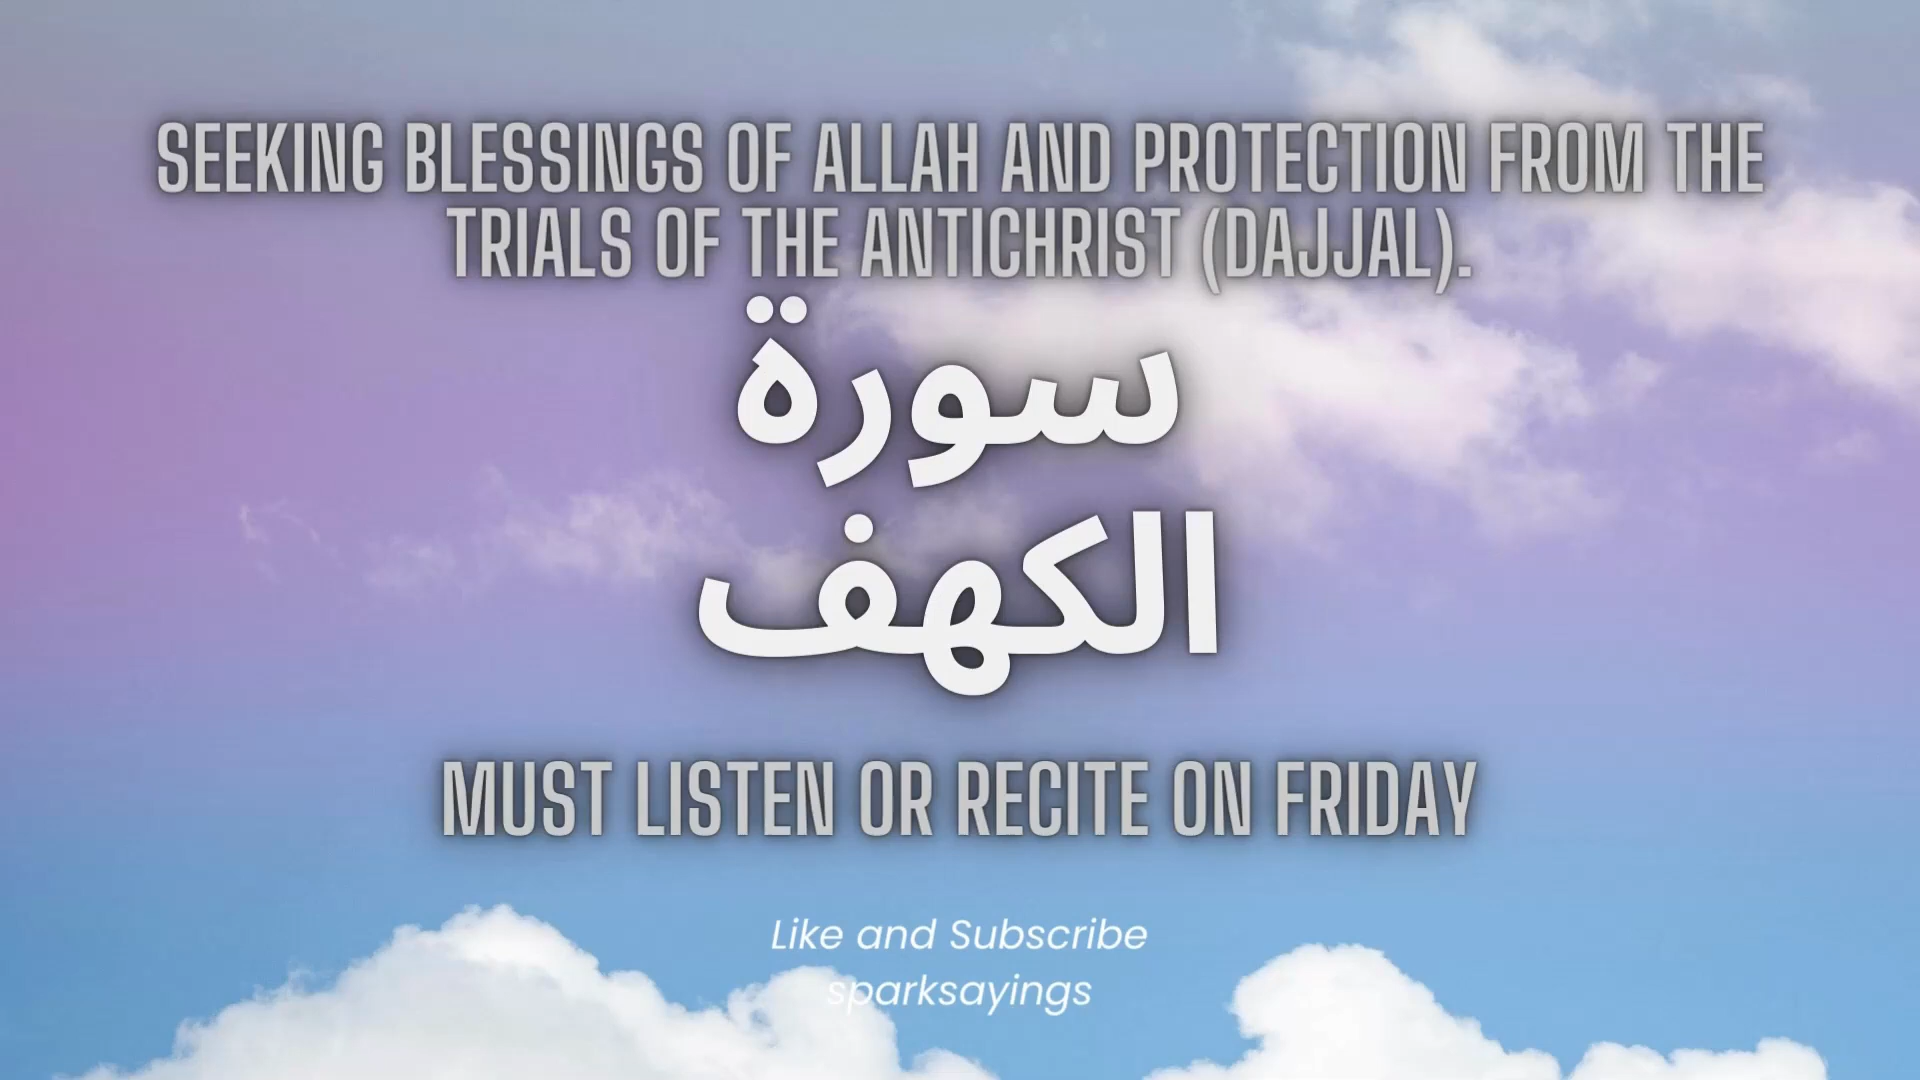 SEEKING BLESSINGS OF ALLAH AND PROTECTION FROM THE
TRIALS OF THE ANTICHRIST (DAJJAL).
سورة
الكهف
MUST LISTEN OR RECITE ON FRIDAY
Like and Subscribe
sparksayings